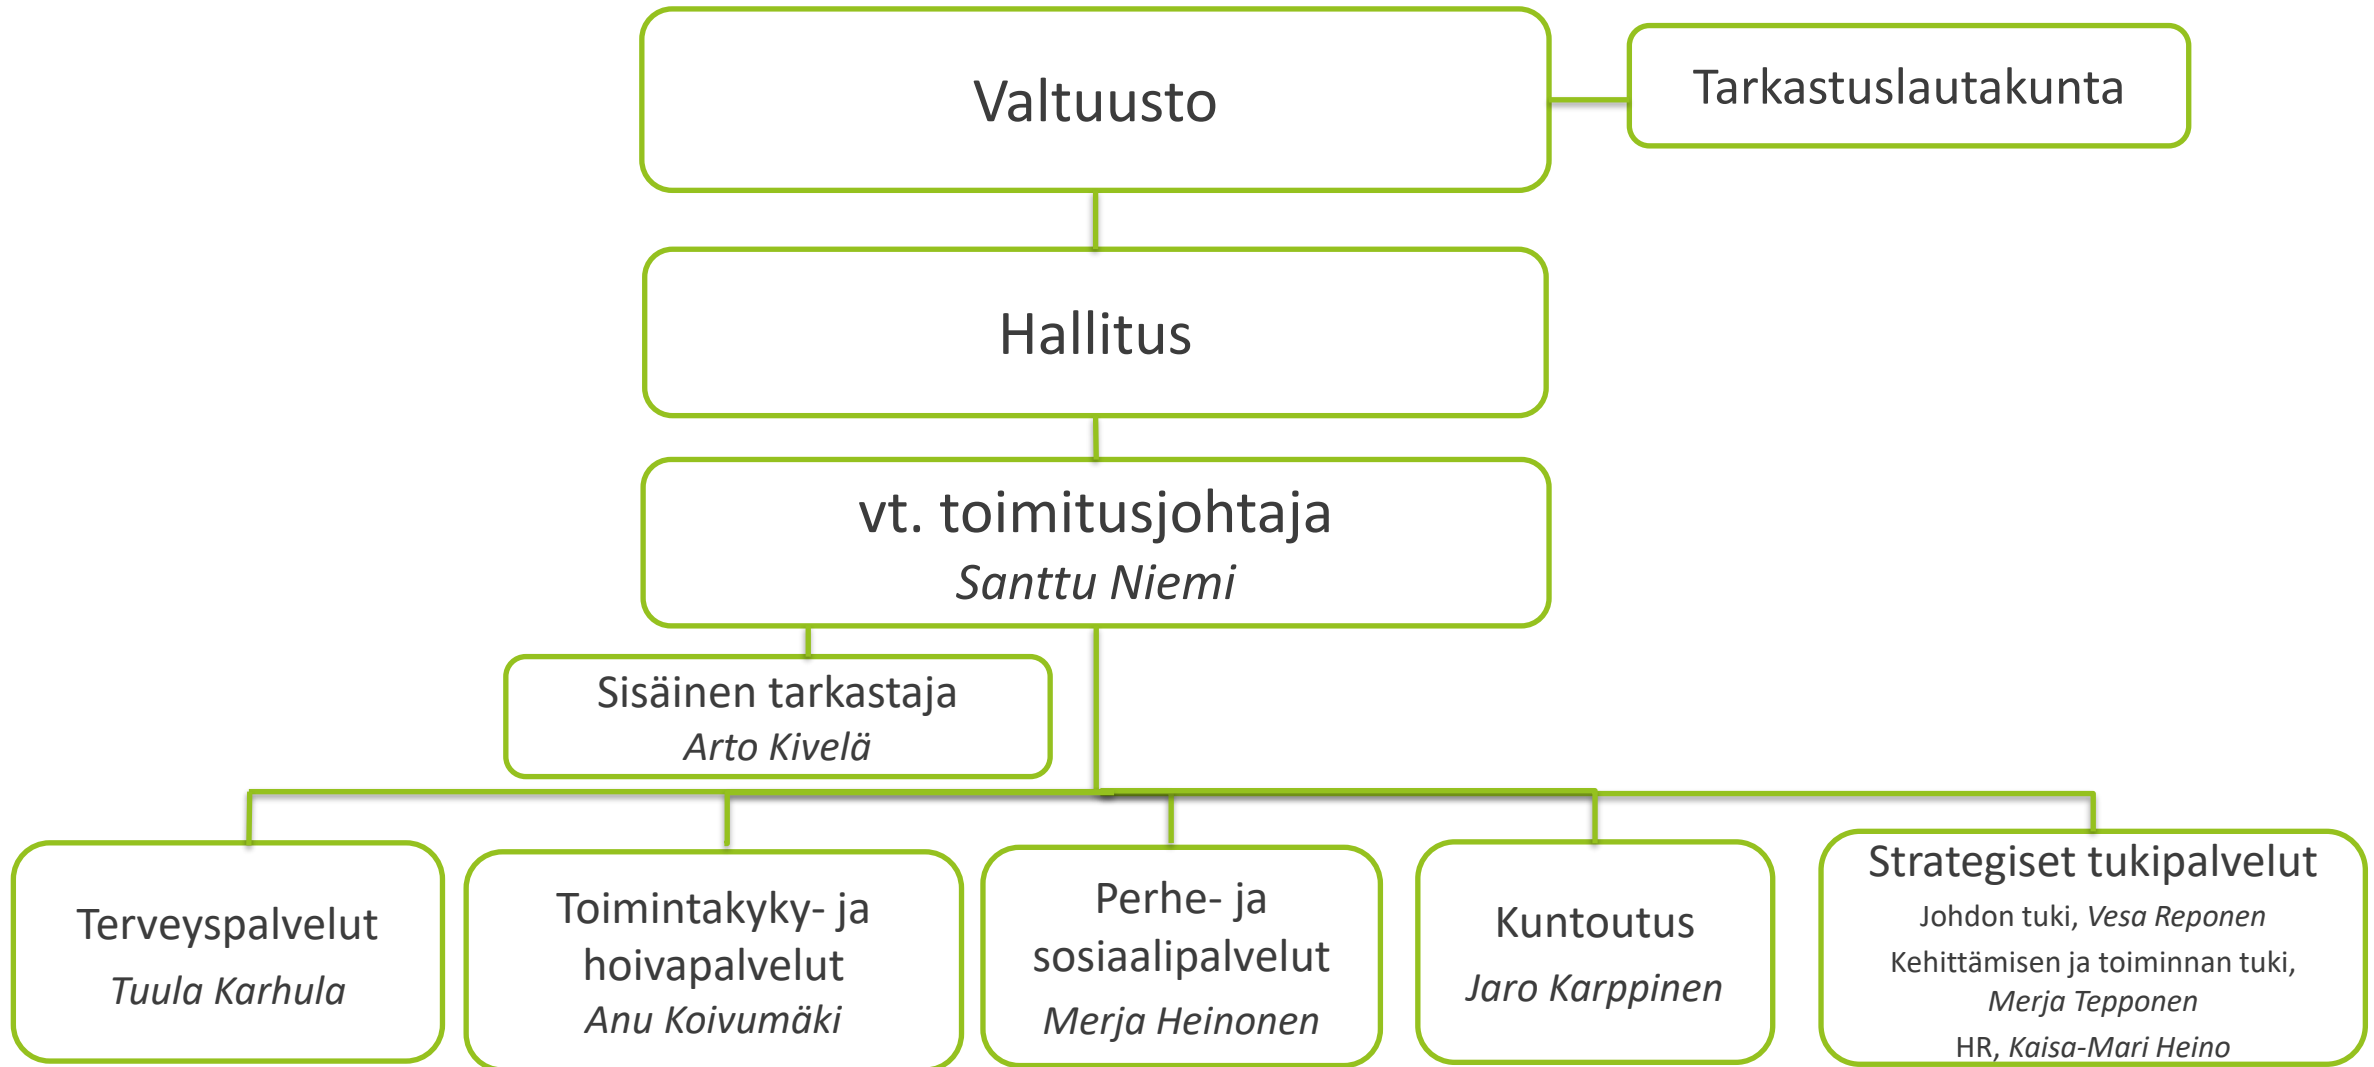 Valtuusto
Tarkastuslautakunta
Hallitus
vt. toimitusjohtaja
Santtu Niemi
Sisäinen tarkastaja
Arto Kivelä
Terveyspalvelut
Tuula Karhula
Toimintakyky- ja
hoivapalvelut
Anu Koivumäki
Perhe- ja
sosiaalipalvelut
Merja Heinonen
Kuntoutus
Jaro Karppinen
Strategiset tukipalvelut
Johdon tuki, Vesa Reponen
Kehittämisen ja toiminnan tuki,
Merja Tepponen
HR, Kaisa-Mari Heino